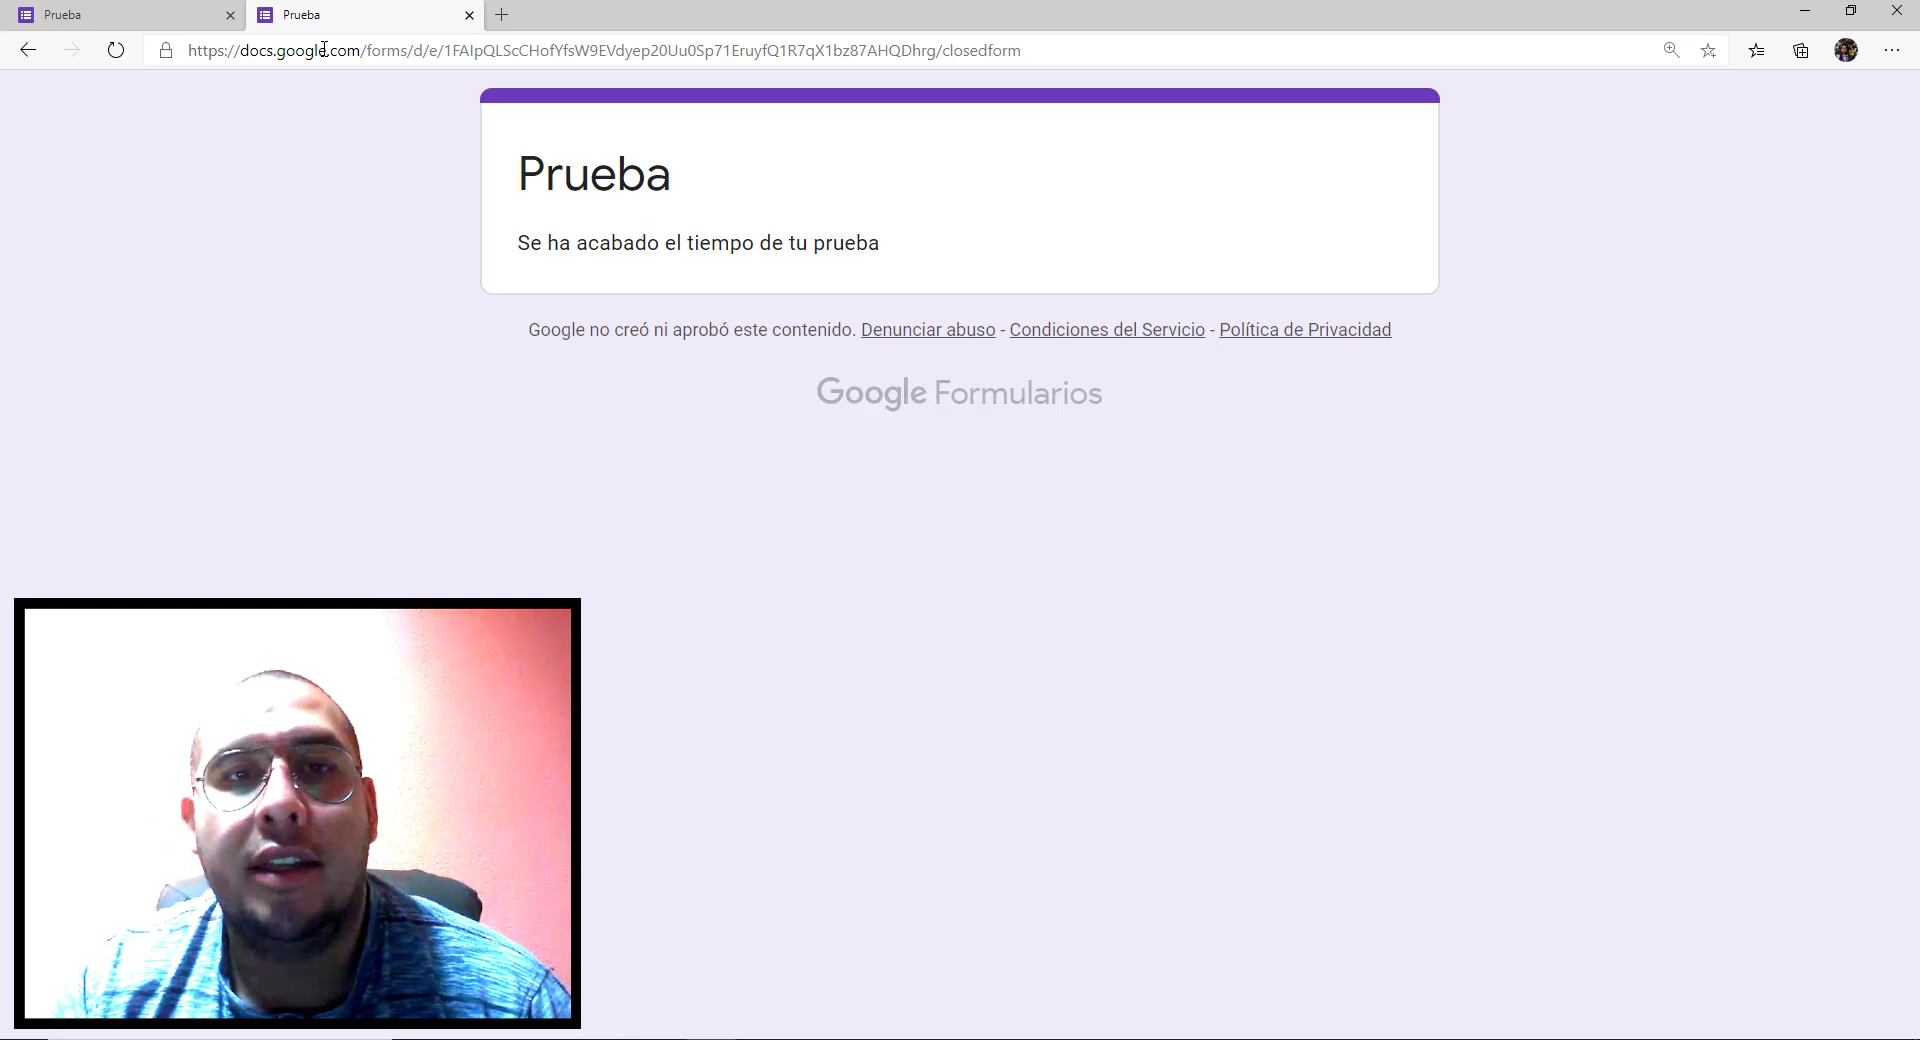 Prueba
Prueba
https://docs.google.com/forms/d/e/1FAIpQLScCHofYfsW9EVdyep20Uu0Sp71EruyfQ1R7qX1bz87AHQDhrg/closedform
Prueba
Se ha acabado el tiempo de tu prueba
Google no creó ni aprobó este contenido. Denunciar abuso - Condiciones del Servicio - Política de Privacidad
Google Formularios